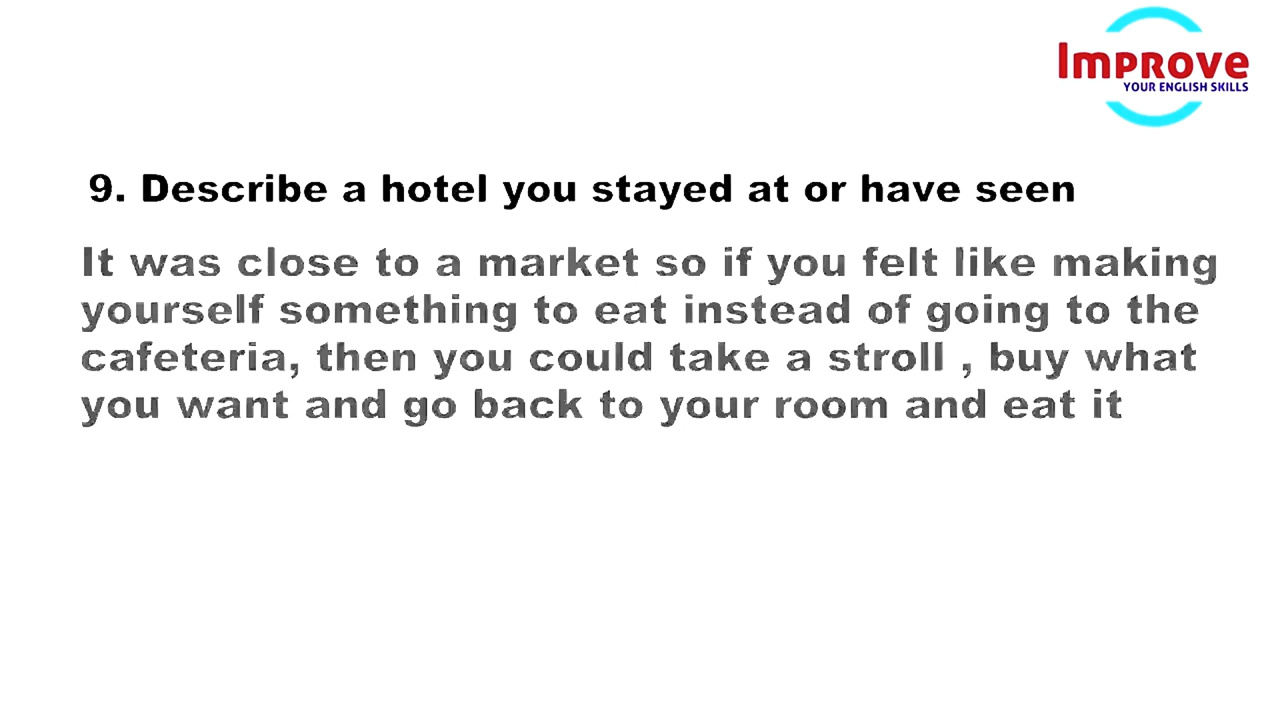 Improve
YOUR ENGLISH SKILLS
9. Describe a hotel you stayed at or have seen
It was close to a market so if you felt like making
yourself something to eat instead of going to the
cafeteria, then you could take a stroll , buy what
you want and go back to your room and eat it